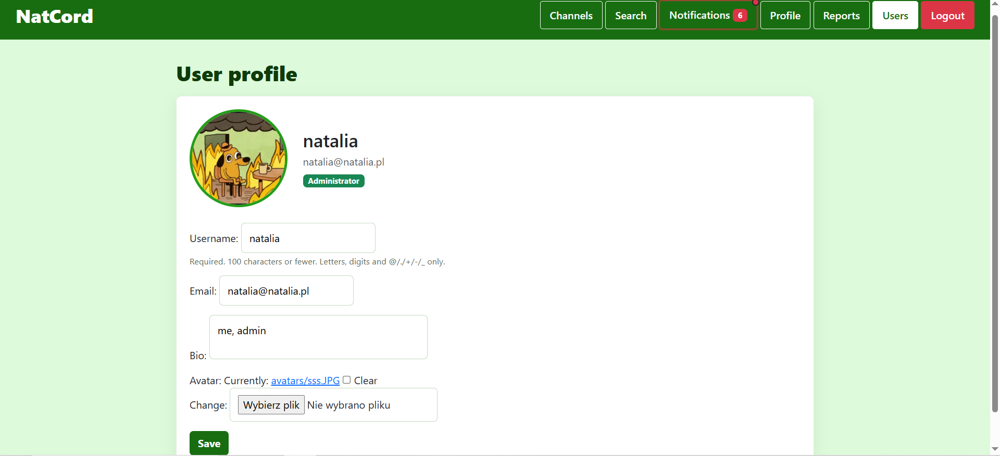 NatCord
Channels
Search
Notifications 6
Profile
Reports
Users
Logout
User profile
natalia
natalia@natalia.pl
Administrator
Username: natalia
Required. 100 characters or fewer. Letters, digits and @/./+/-/_ only.
Email: natalia@natalia.pl
me, admin
Bio:
Avatar: Currently: avatars/sss.JPG Clear
Change: Wybierz plik Nie wybrano pliku
Save